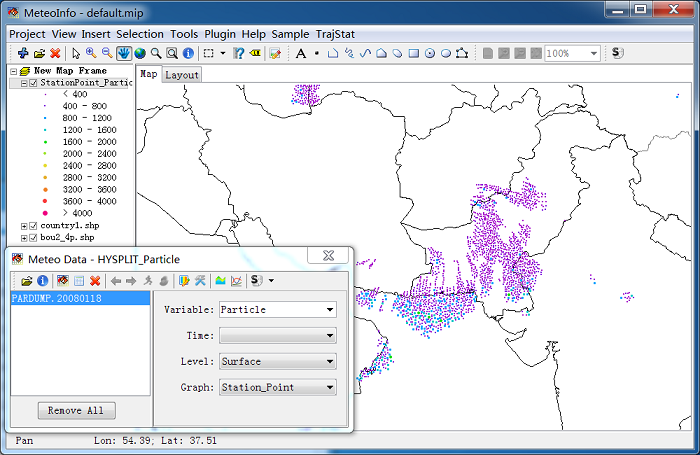 MeteoInfo - default.mip
Project View Insert Selection Tools Plugin Help Sample TrajStat
A 100% S
New Map Frame
StationPoint_Partic
< 400
400 - 800
800 - 1200
1200 - 1600
1600 - 2000
2000 - 2400
2400 - 2800
2800 - 3200
3200 - 3600
3600 - 4000
> 4000
country1.shp
bou2_4p.shp
Map Layout
Meteo Data - HYSPLIT_Particle
S
PARDUMP.20080118
Remove All
Variable: Particle
Time:
Level: Surface
Graph: Station_Point
Pan Lon: 54.39; Lat: 37.51